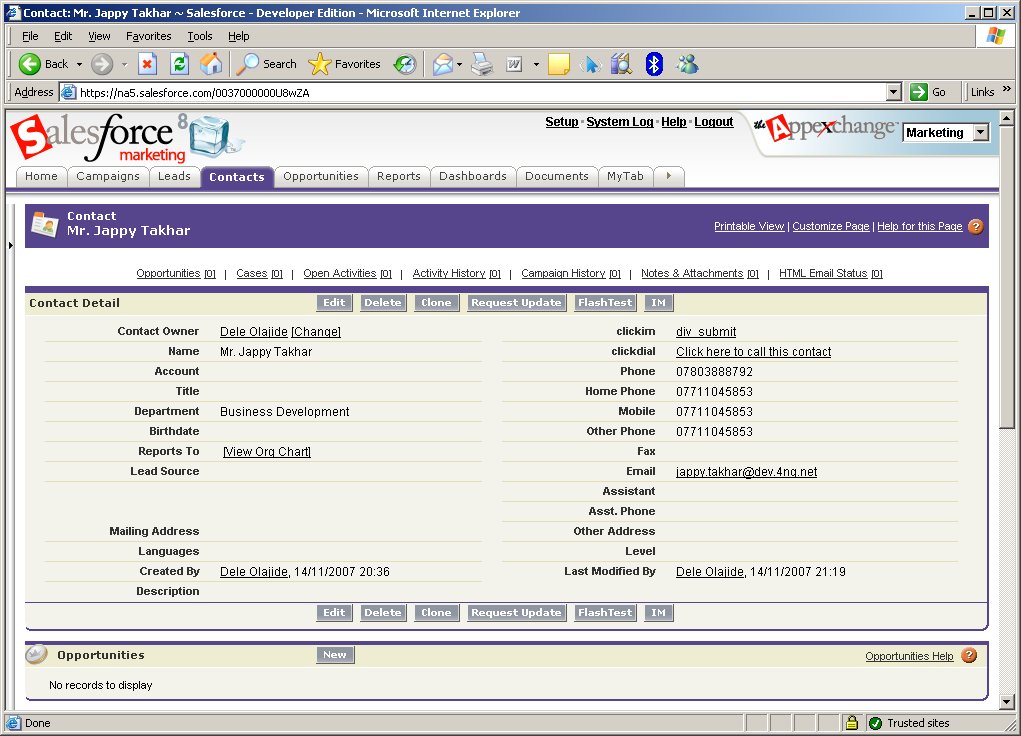 Contact: Mr. Jappy Takhar ~ Salesforce - Developer Edition - Microsoft Internet Explorer
File Edit View Favorites Tools Help
Back Search Favorites
Address https://na5.salesforce.com/0037000000U8wZA Go Links »
Setup · System Log · Help · Logout
salesforce 8
marketing
the AppExchange
Marketing
Home Campaigns Leads Contacts Opportunities Reports Dashboards Documents MyTab
Contact
Mr. Jappy Takhar
Printable View | Customize Page | Help for this Page ?
Opportunities [0] | Cases [0] | Open Activities [0] | Activity History [0] | Campaign History [0] | Notes & Attachments [0] | HTML Email Status [0]
Contact Detail Edit Delete Clone Request Update FlashTest IM
Contact Owner Dele Olajide [Change] clickim div_submit
Name Mr. Jappy Takhar clickdial Click here to call this contact
Account Phone 07803888792
Title Home Phone 07711045853
Department Business Development Mobile 07711045853
Birthdate Other Phone 07711045853
Reports To [View Org Chart] Fax
Lead Source Email jappy.takhar@dev.4ng.net
Assistant
Asst. Phone
Mailing Address Other Address
Languages Level
Created By Dele Olajide, 14/11/2007 20:36 Last Modified By Dele Olajide, 14/11/2007 21:19
Description
Edit Delete Clone Request Update FlashTest IM
Opportunities New Opportunities Help ?
No records to display
Done Trusted sites